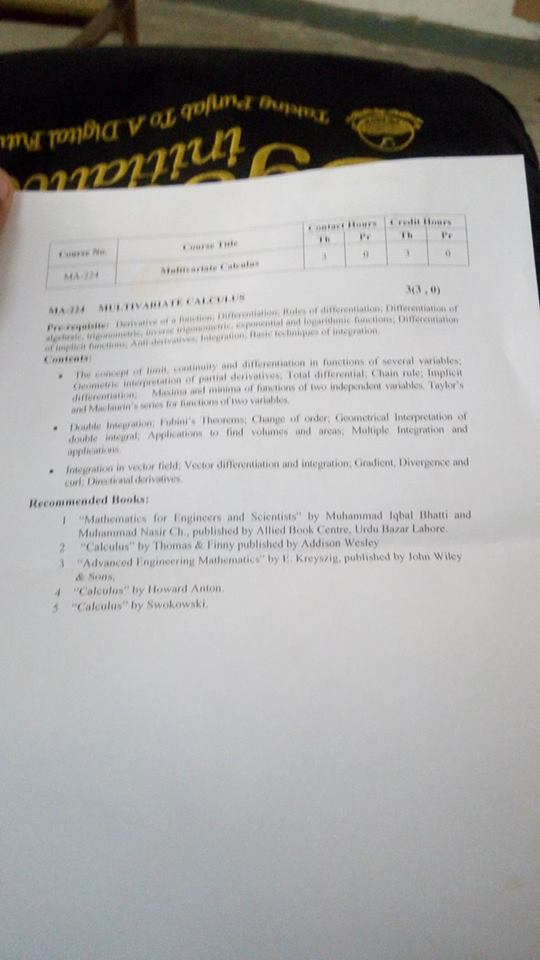 Taking Punjab To A Digital Futu
initiati
Contact Hours Credit Hours
Course No. Course Title Th Pr Th Pr
MA-224 Multivariate Calculus 3 0 3 0
3(3 , 0)
MA-224 MULTIVARIATE CALCULUS
Pre-requisite: Derivative of a function; Differentiation; Rules of differentiation; Differentiation of
algebraic, trigonometric, inverse trigonometric, exponential and logarithmic functions; Differentiation
of implicit functions; Anti-derivatives; Integration; Basic techniques of integration.
Contents:
• The concept of limit, continuity and differentiation in functions of several variables;
Geometric interpretation of partial derivatives; Total differential; Chain rule; Implicit
differentiation; Maxima and minima of functions of two independent variables. Taylor's
and Maclaurin's series for functions of two variables.
• Double Integration; Fubini's Theorems; Change of order; Geometrical Interpretation of
double integral; Applications to find volumes and areas; Multiple Integration and
applications.
• Integration in vector field; Vector differentiation and integration; Gradient, Divergence and
curl; Directional derivatives.
Recommended Books:
1 "Mathematics for Engineers and Scientists" by Muhammad Iqbal Bhatti and
Muhammad Nasir Ch., published by Allied Book Centre, Urdu Bazar Lahore.
2 "Calculus" by Thomas & Finny published by Addison Wesley
3 "Advanced Engineering Mathematics" by E. Kreyszig, published by John Wiley
& Sons,
4 "Calculus" by Howard Anton.
5 "Calculus" by Swokowski.